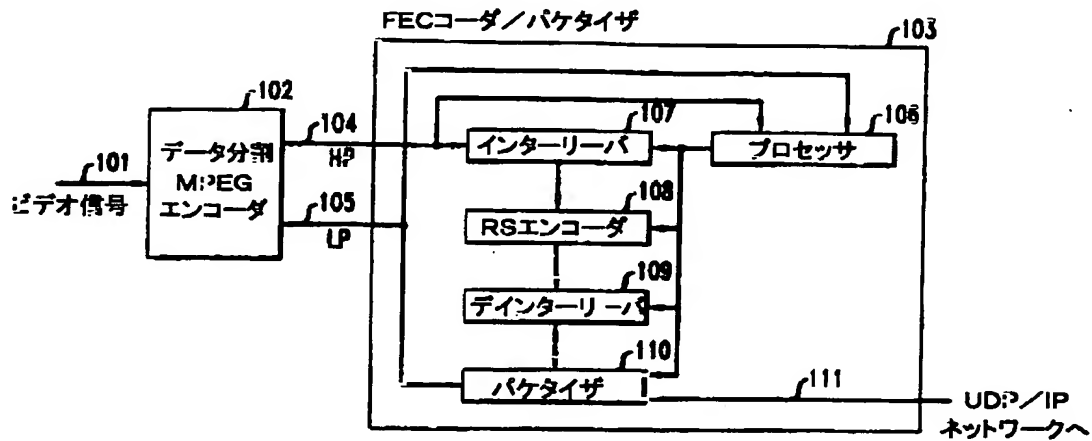 FECコーダ/パケタイザ
103
102
104
107
106
101
データ分割
HP
インターリーバ
プロセッサ
ビデオ信号
MPEG
エンコーダ
105
108
LP
RSエンコーダ
109
デインターリーバ
110
パケタイザ
111
UDP/IP
ネットワークへ